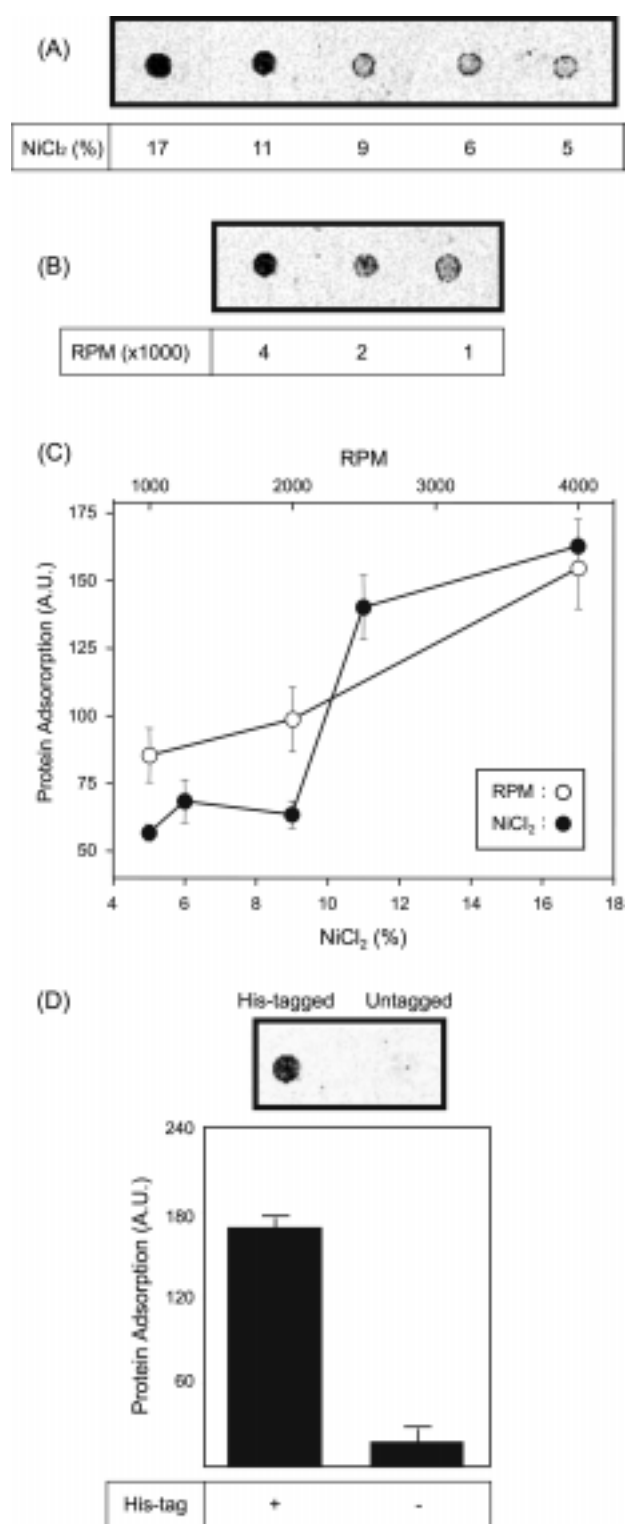 (A)
NiCl₂ (%) 17 11 9 6 5
(B)
RPM (x1000) 4 2 1
(C)
RPM
1000 2000 3000 4000
175
150
125
100
75
50
Protein Adsororption (A.U.)
RPM : ○
NiCl₂ : ●
4 6 8 10 12 14 16 18
NiCl₂ (%)
(D)
His-tagged Untagged
240
180
120
60
Protein Adsorption (A.U.)
His-tag + -